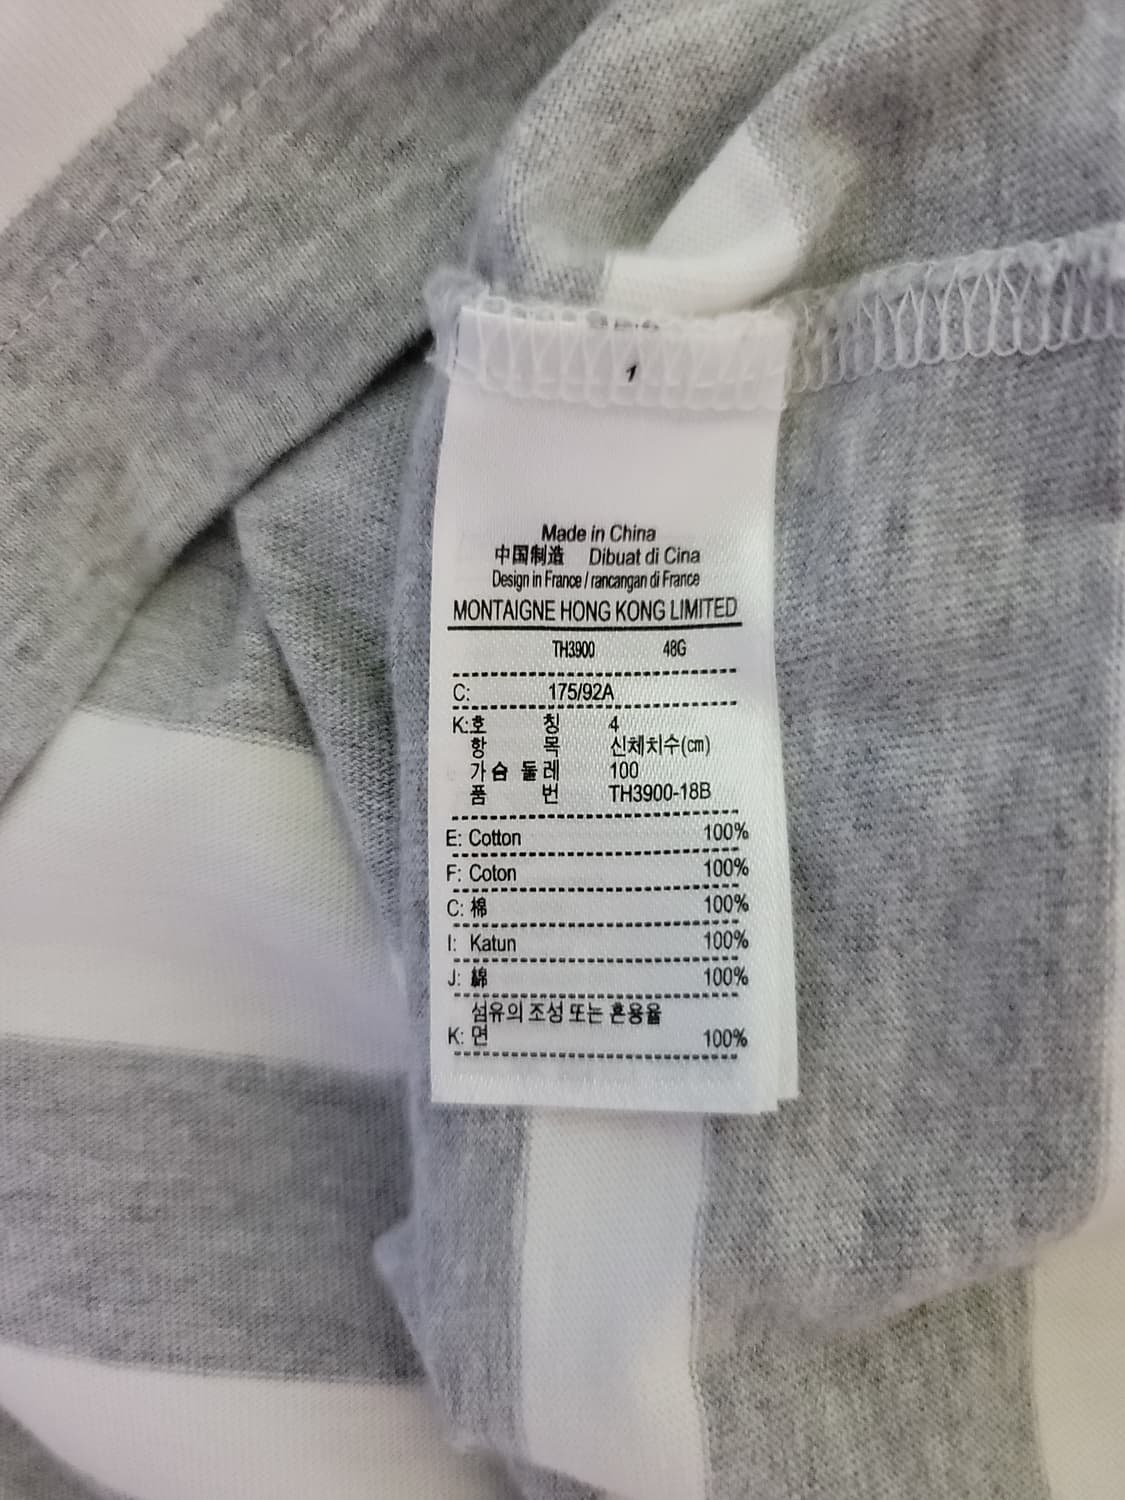 1
Made in China
中国制造 Dibuat di Cina
Design in France / rancangan di France
MONTAIGNE HONG KONG LIMITED
TH3900 48G
C: 175/92A
K:호 칭 4
항 목 신체치수(cm)
가슴 둘레 100
품 번 TH3900-18B
E: Cotton 100%
F: Coton 100%
C: 棉 100%
I: Katun 100%
J: 綿 100%
섬유의 조성 또는 혼용율
K: 면 100%